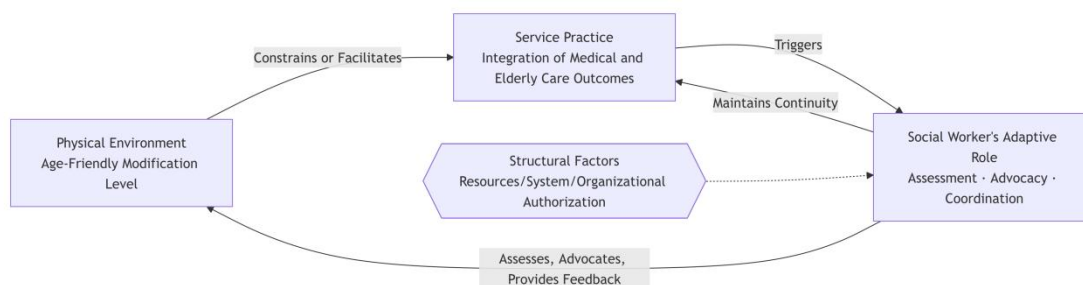 Service Practice
Integration of Medical and
Elderly Care Outcomes
Triggers
Constrains or Facilitates
Maintains Continuity
Physical Environment
Age-Friendly Modification
Level
Structural Factors
Resources/System/Organizational
Authorization
Social Worker's Adaptive
Role
Assessment · Advocacy ·
Coordination
Assesses, Advocates,
Provides Feedback